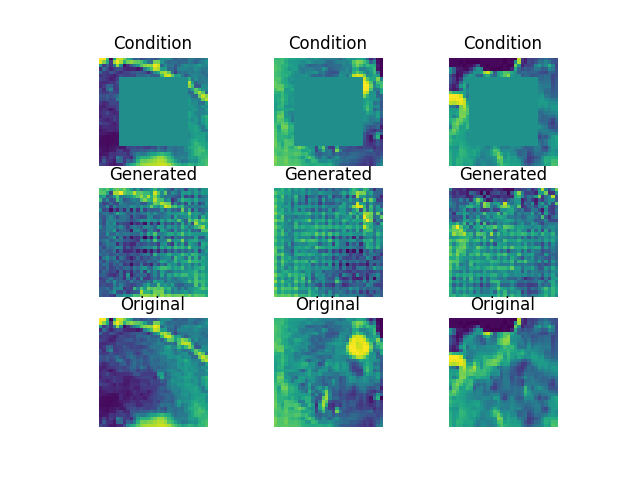 Condition Condition Condition
Generated Generated Generated
Original Original Original